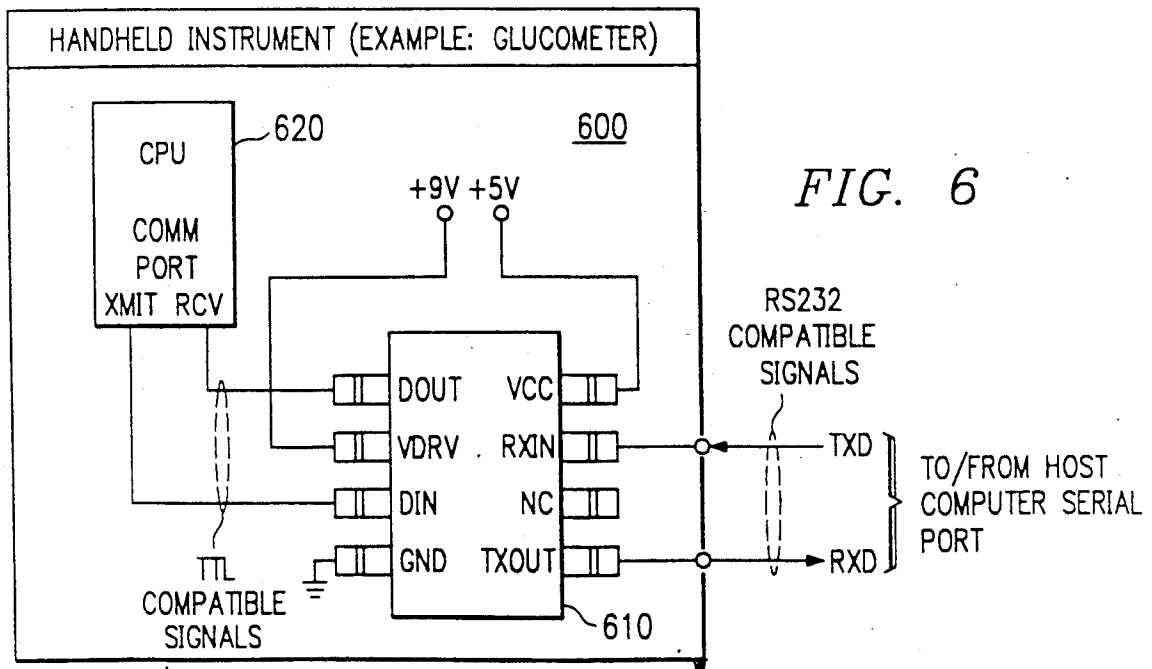 HANDHELD INSTRUMENT (EXAMPLE: GLUCOMETER)
620
600
CPU
COMM
PORT
XMIT RCV
+9V +5V
FIG. 6
RS232
COMPATIBLE
SIGNALS
DOUT VCC
VDRV RXIN
DIN NC
GND TXOUT
TXD
RXD
TO/FROM HOST
COMPUTER SERIAL
PORT
TTL
COMPATIBLE
SIGNALS
610